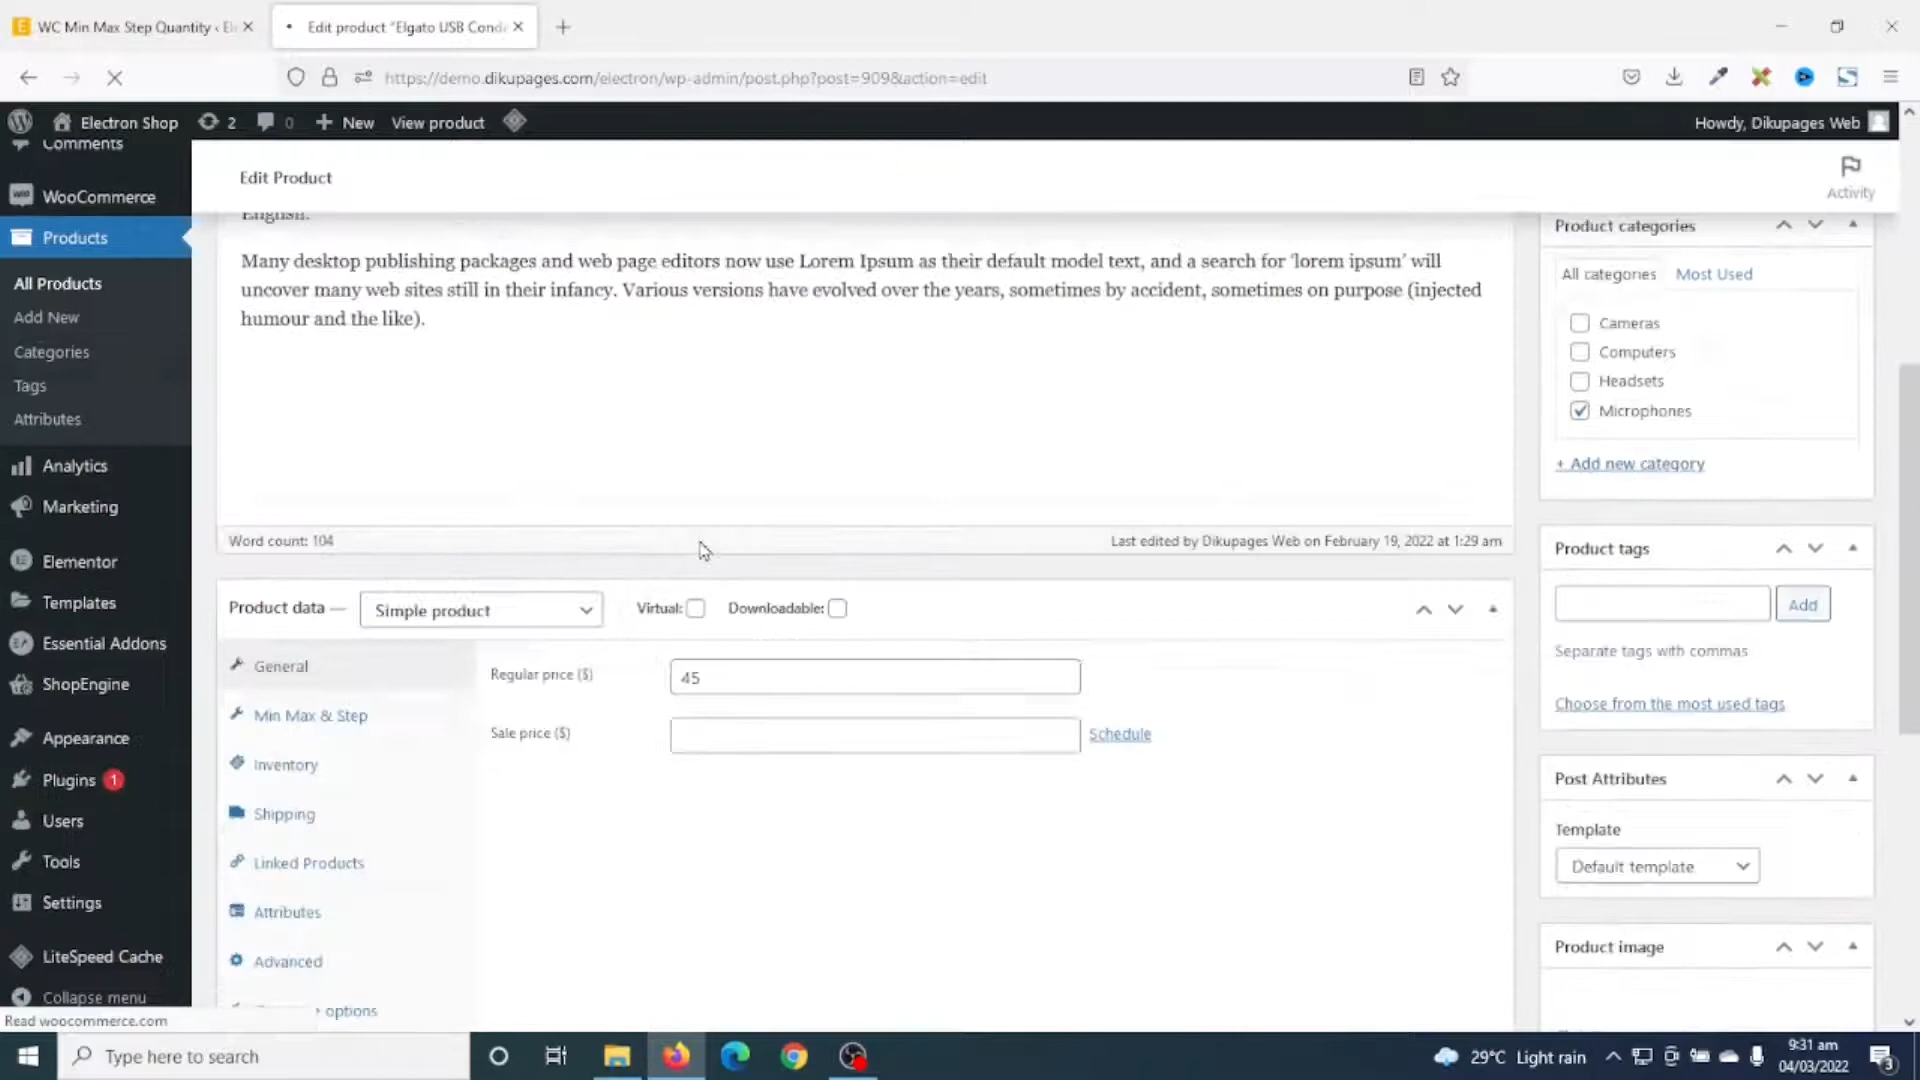 WC Min Max Step Quantity ‹ El
Edit product "Elgato USB Conde
https://demo.dikupages.com/electron/wp-admin/post.php?post=909&action=edit
Electron Shop
2
0
New
View product
Howdy, Dikupages Web
Comments
WooCommerce
Products
All Products
Add New
Categories
Tags
Attributes
Analytics
Marketing
Elementor
Templates
Essential Addons
ShopEngine
Appearance
Plugins 1
Users
Tools
Settings
LiteSpeed Cache
Collapse menu
Read woocommerce.com
Edit Product
Activity
English.
Many desktop publishing packages and web page editors now use Lorem Ipsum as their default model text, and a search for 'lorem ipsum' will
uncover many web sites still in their infancy. Various versions have evolved over the years, sometimes by accident, sometimes on purpose (injected
humour and the like).
Word count: 104
Last edited by Dikupages Web on February 19, 2022 at 1:29 am
Product data —
Simple product
Virtual:
Downloadable:
General
Min Max & Step
Inventory
Shipping
Linked Products
Attributes
Advanced
options
Regular price ($)
45
Sale price ($)
Schedule
Product categories
All categories
Most Used
Cameras
Computers
Headsets
Microphones
+ Add new category
Product tags
Add
Separate tags with commas
Choose from the most used tags
Post Attributes
Template
Default template
Product image
Type here to search
29°C Light rain
9:31 am
04/03/2022
3